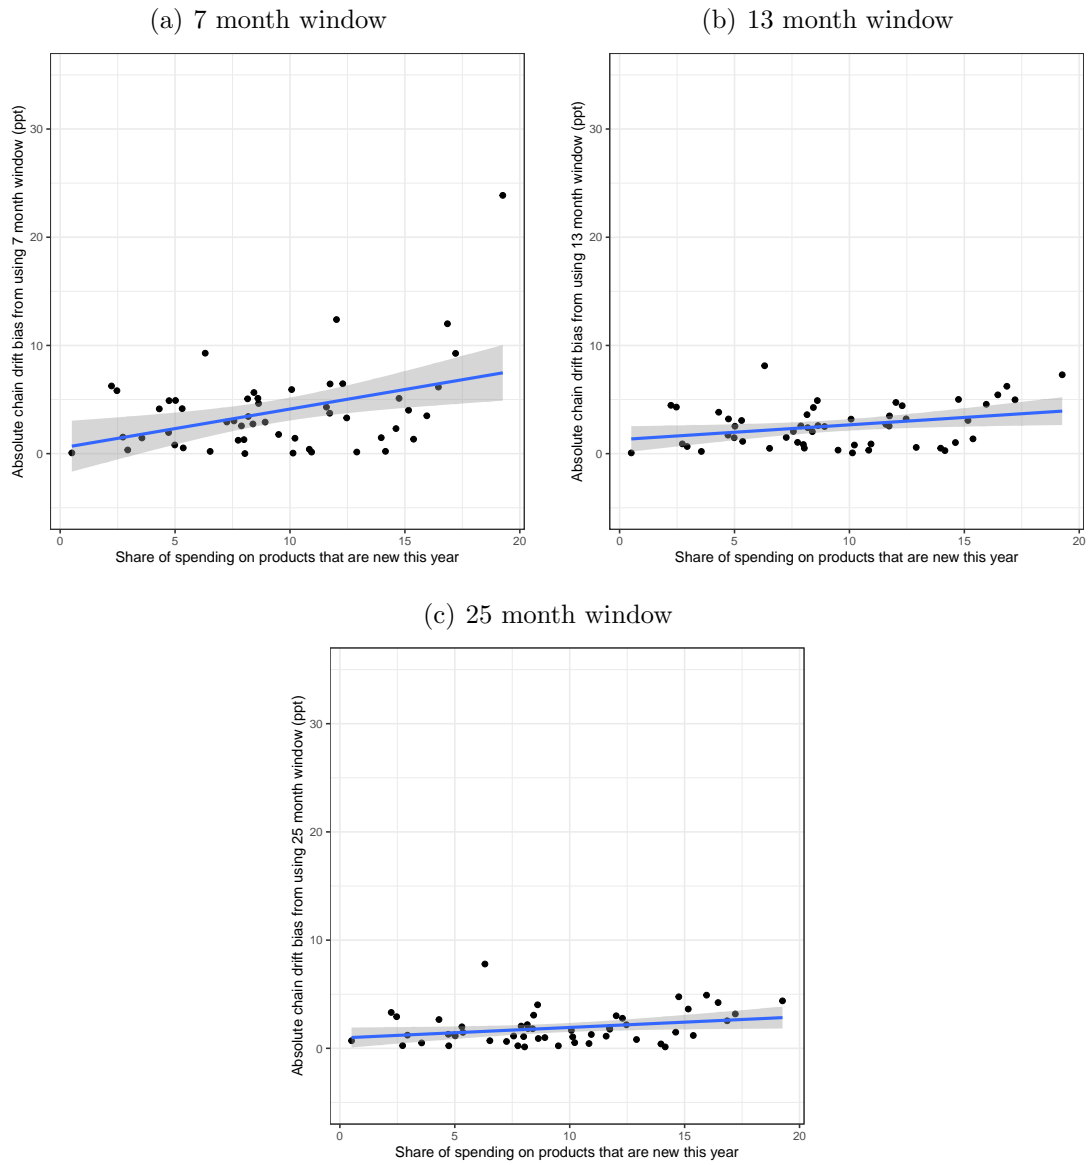 (a) 7 month window
Absolute chain drift bias from using 7 month window (ppt)
30
20
10
0
0 5 10 15 20
Share of spending on products that are new this year
(b) 13 month window
Absolute chain drift bias from using 13 month window (ppt)
30
20
10
0
0 5 10 15 20
Share of spending on products that are new this year
(c) 25 month window
Absolute chain drift bias from using 25 month window (ppt)
30
20
10
0
0 5 10 15 20
Share of spending on products that are new this year